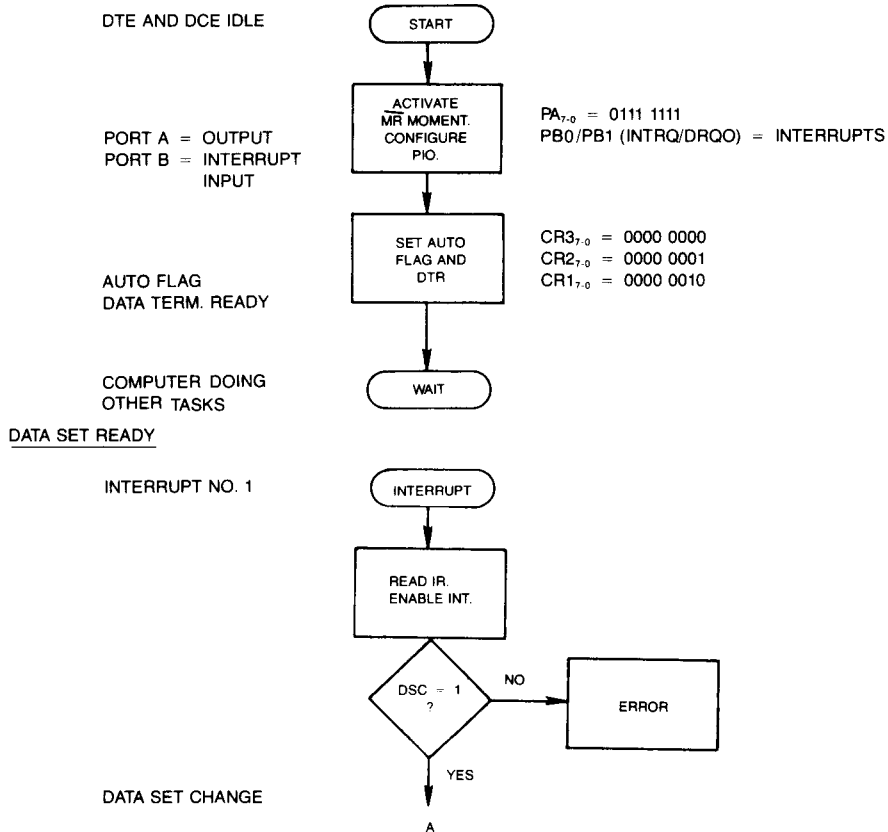 DTE AND DCE IDLE
START
ACTIVATE
MR MOMENT.
CONFIGURE
PIO.
PA7-0 = 0111 1111
PB0/PB1 (INTRQ/DRQO) = INTERRUPTS
PORT A = OUTPUT
PORT B = INTERRUPT
INPUT
SET AUTO
FLAG AND
DTR
CR37-0 = 0000 0000
CR27-0 = 0000 0001
CR17-0 = 0000 0010
AUTO FLAG
DATA TERM. READY
COMPUTER DOING
OTHER TASKS
WAIT
DATA SET READY
INTERRUPT NO. 1
INTERRUPT
READ IR.
ENABLE INT.
DSC = 1
?
NO
ERROR
YES
DATA SET CHANGE
A